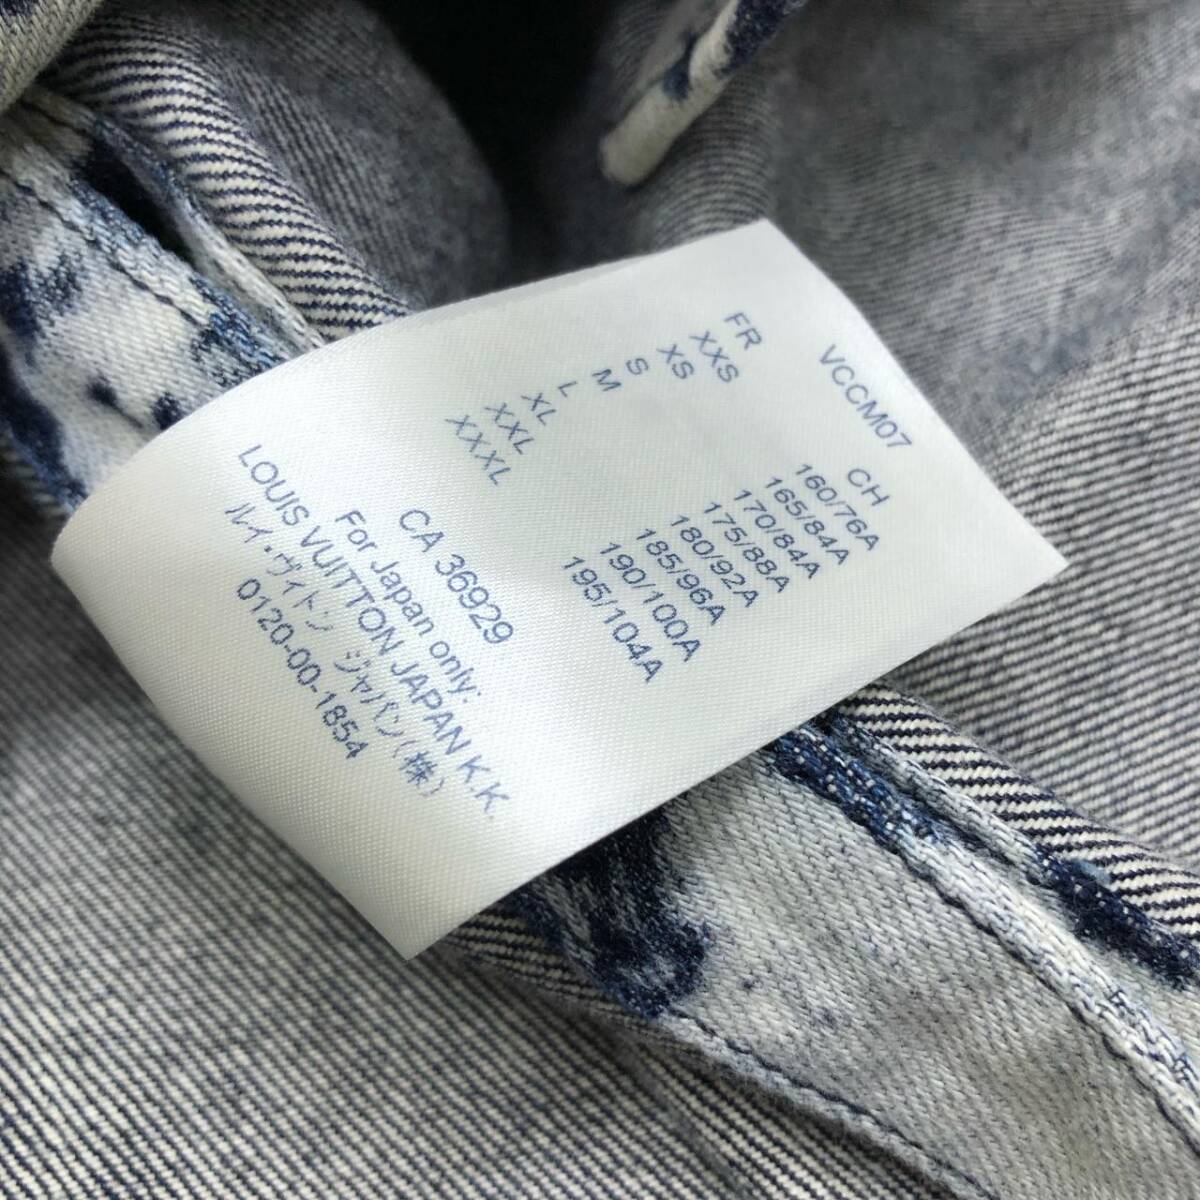 VCCM07
FR CH
XXS 160/76A
XS 165/84A
S 170/84A
M 175/88A
L 180/92A
XL 185/96A
XXL 190/100A
XXXL 195/104A
CA 36929
For Japan only:
LOUIS VUITTON JAPAN K.K.
ルイ・ヴィトン ジャパン(株)
0120-00-1854